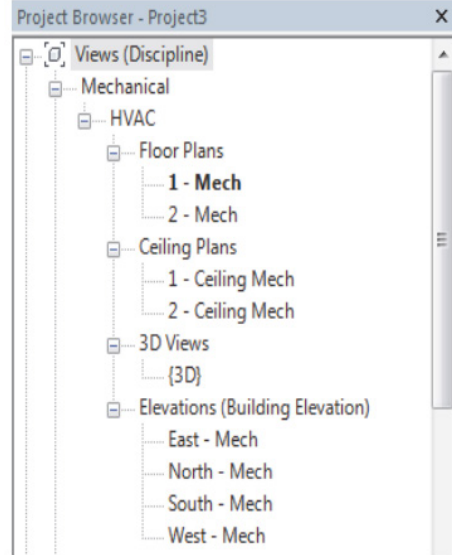 Project Browser - Project3
Views (Discipline)
Mechanical
HVAC
Floor Plans
1 - Mech
2 - Mech
Ceiling Plans
1 - Ceiling Mech
2 - Ceiling Mech
3D Views
{3D}
Elevations (Building Elevation)
East - Mech
North - Mech
South - Mech
West - Mech